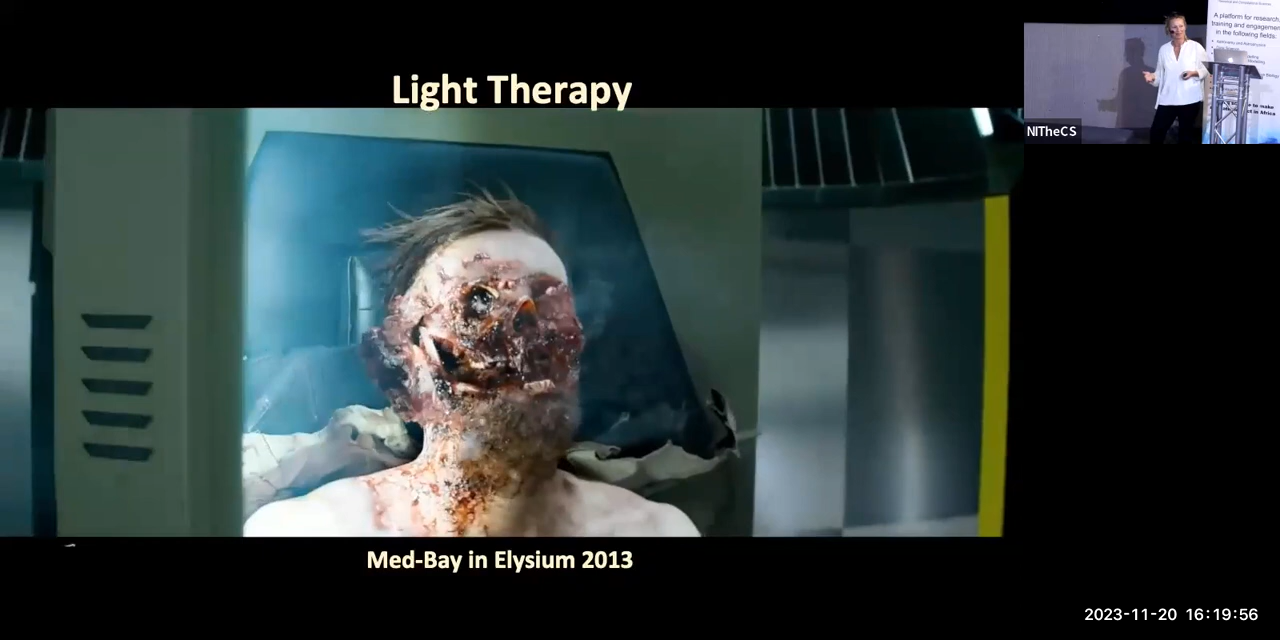 Light Therapy
A platform for research,
training and engagement
in the following fields:
NITheCS
Med-Bay in Elysium 2013
2023-11-20 16:19:56